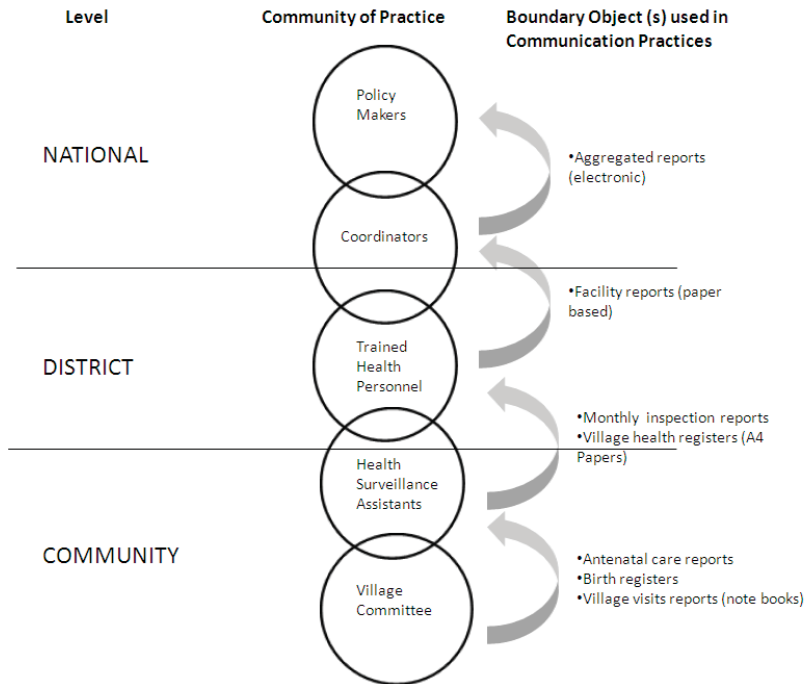 Level
Community of Practice
Boundary Object (s) used in
Communication Practices
Policy
Makers
NATIONAL
•Aggregated reports
(electronic)
Coordinators
•Facility reports (paper
based)
Trained
Health
Personnel
DISTRICT
•Monthly inspection reports
•Village health registers (A4
Papers)
Health
Surveillance
Assistants
COMMUNITY
•Antenatal care reports
•Birth registers
•Village visits reports (note books)
Village
Committee